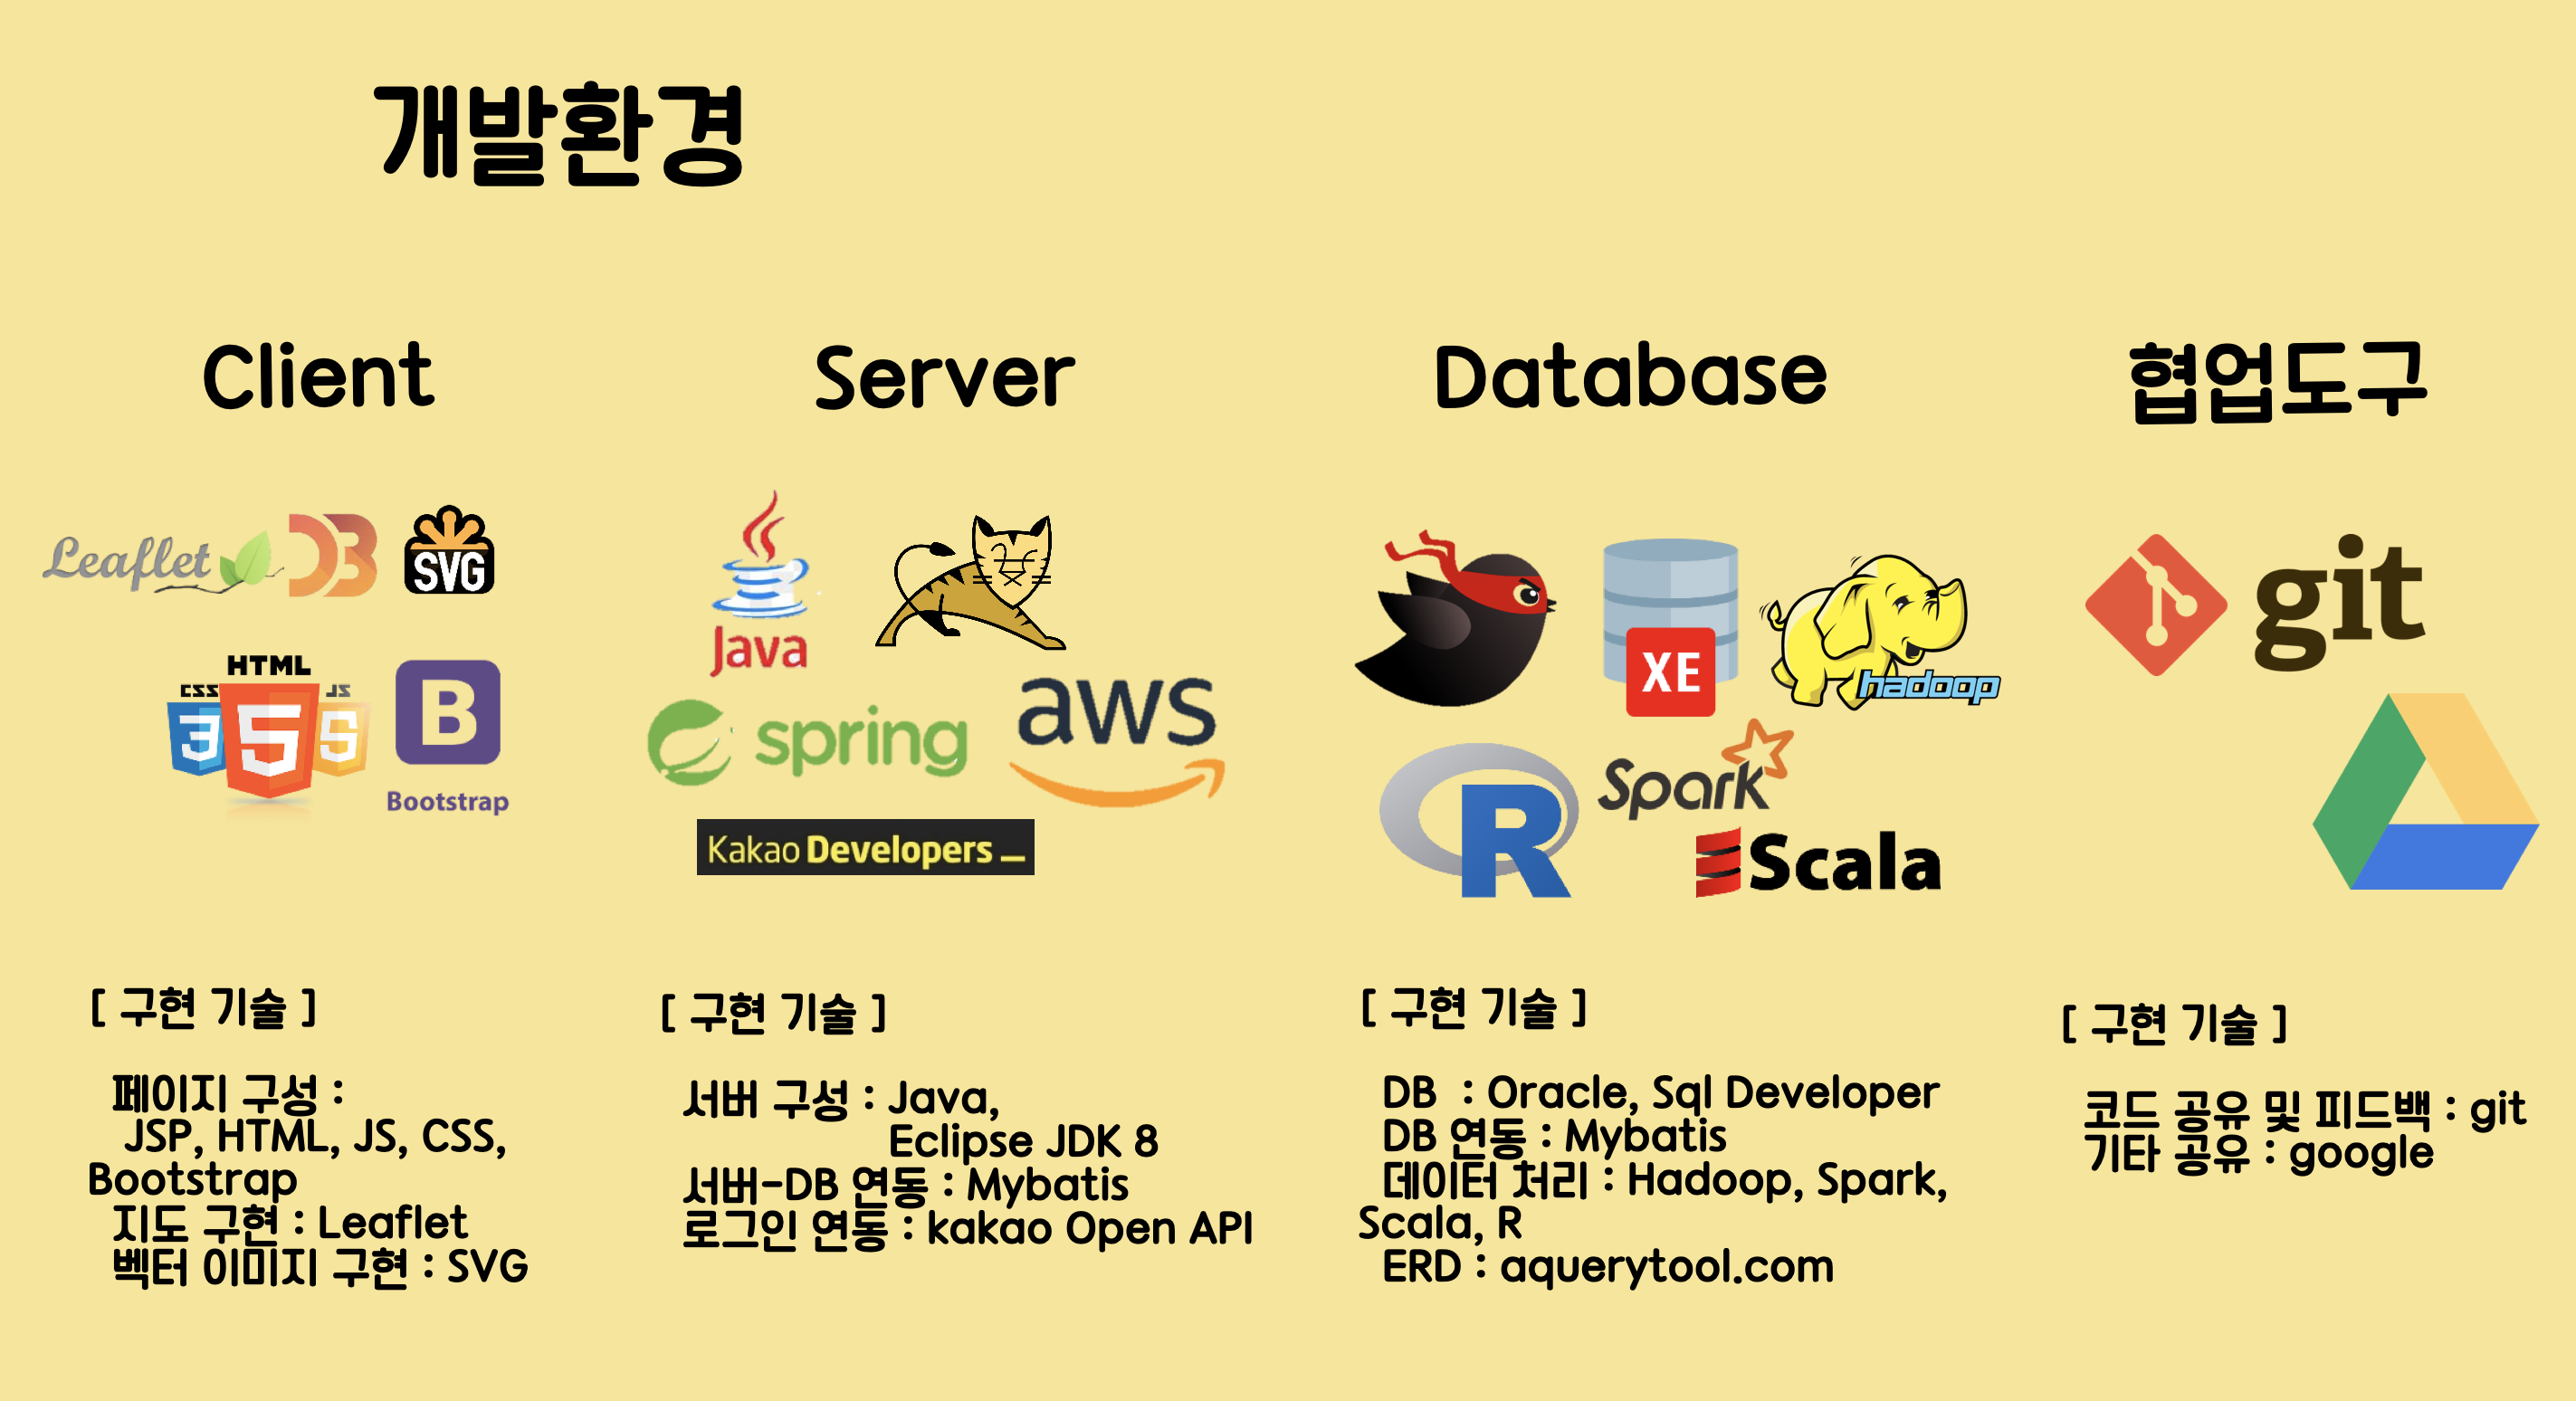 개발환경
Client
Leaflet
D3
SVG
HTML
CSS
JS
3
5
5
B
Bootstrap
[ 구현 기술 ]
페이지 구성 :
JSP, HTML, JS, CSS,
Bootstrap
지도 구현 : Leaflet
벡터 이미지 구현 : SVG
Server
Java
spring
aws
Kakao Developers _
[ 구현 기술 ]
서버 구성 : Java,
Eclipse JDK 8
서버-DB 연동 : Mybatis
로그인 연동 : kakao Open API
Database
XE
hadoop
R
Spark
Scala
[ 구현 기술 ]
DB : Oracle, Sql Developer
DB 연동 : Mybatis
데이터 처리 : Hadoop, Spark,
Scala, R
ERD : aquerytool.com
협업도구
git
[ 구현 기술 ]
코드 공유 및 피드백 : git
기타 공유 : google